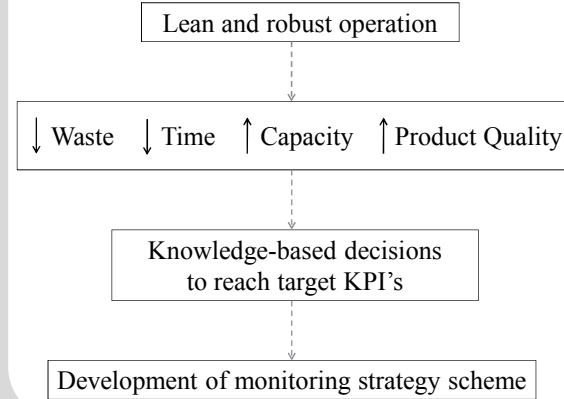 Lean and robust operation
↓ Waste ↓ Time ↑ Capacity ↑ Product Quality
Knowledge-based decisions
to reach target KPI's
Development of monitoring strategy scheme